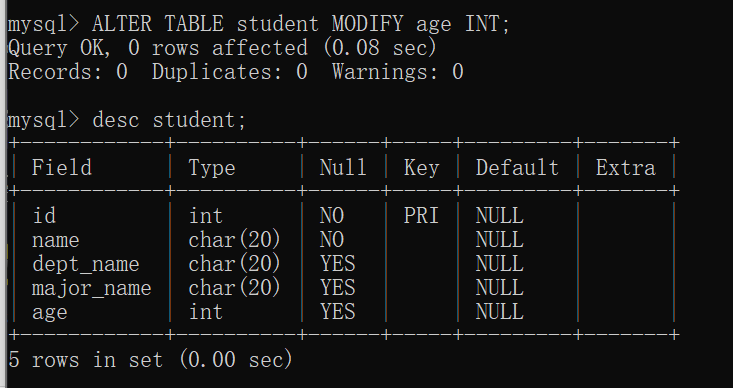 mysql> ALTER TABLE student MODIFY age INT;
Query OK, 0 rows affected (0.08 sec)
Records: 0  Duplicates: 0  Warnings: 0

mysql> desc student;
+------------+----------+------+-----+---------+-------+
| Field      | Type     | Null | Key | Default | Extra |
+------------+----------+------+-----+---------+-------+
| id         | int      | NO   | PRI | NULL    |       |
| name       | char(20) | NO   |     | NULL    |       |
| dept_name  | char(20) | YES  |     | NULL    |       |
| major_name | char(20) | YES  |     | NULL    |       |
| age        | int      | YES  |     | NULL    |       |
+------------+----------+------+-----+---------+-------+
5 rows in set (0.00 sec)